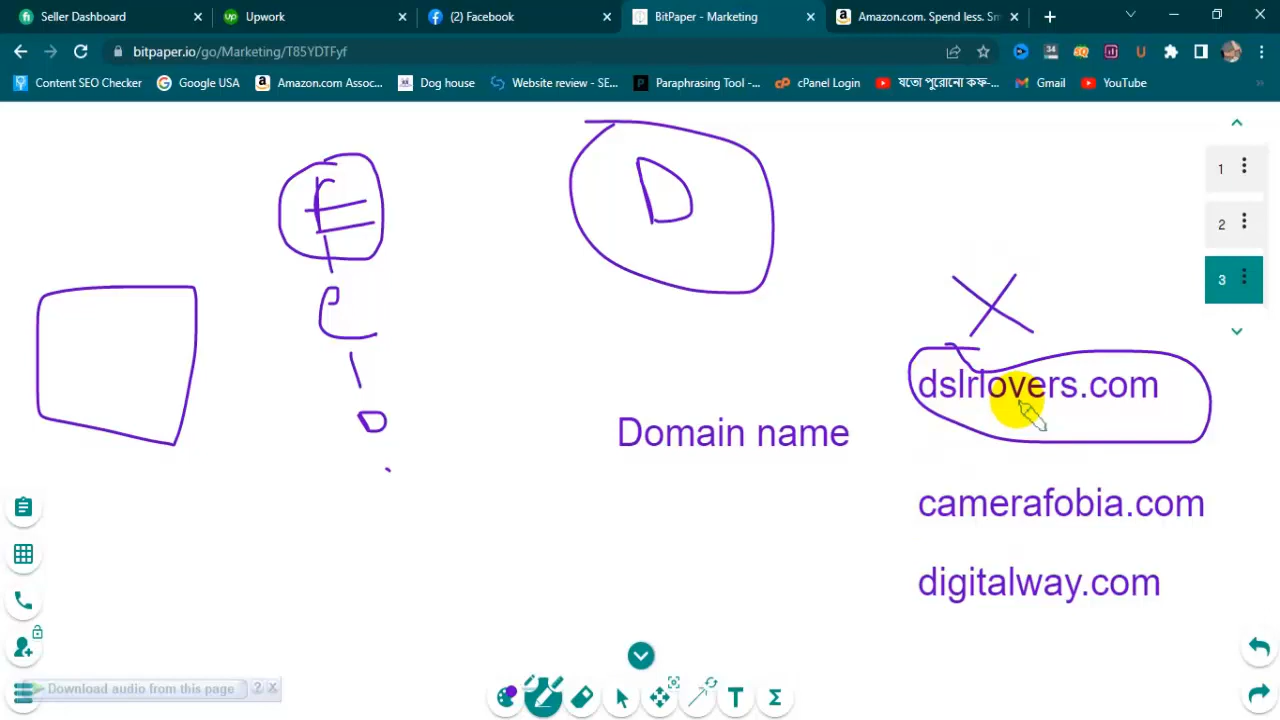 Seller Dashboard
Upwork
(2) Facebook
BitPaper - Marketing
Amazon.com. Spend less. Sm
bitpaper.io/go/Marketing/T85YDTFyf
34
Content SEO Checker
Google USA
Amazon.com Assoc...
Dog house
Website review - SE...
Paraphrasing Tool -...
cPanel Login
যতো পুরোনো কফ-...
Gmail
YouTube
D
1
2
3
dslrlovers.com
Domain name
camerafobia.com
digitalway.com
Download audio from this page ?
T Σ